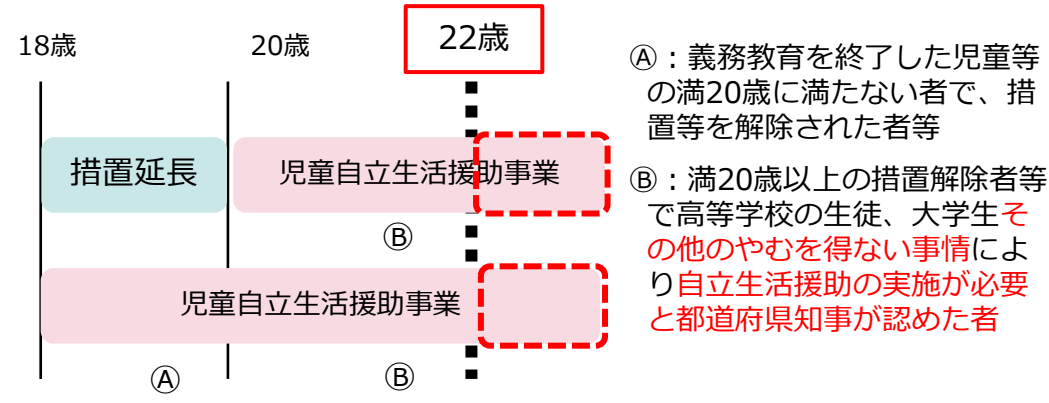 18歳
20歳
22歳
措置延長
児童自立生活援助事業
Ⓑ
児童自立生活援助事業
Ⓐ
Ⓑ
Ⓐ：義務教育を終了した児童等
の満20歳に満たない者で、措
置等を解除された者等
Ⓑ：満20歳以上の措置解除者等
で高等学校の生徒、大学生そ
の他のやむを得ない事情によ
り自立生活援助の実施が必要
と都道府県知事が認めた者